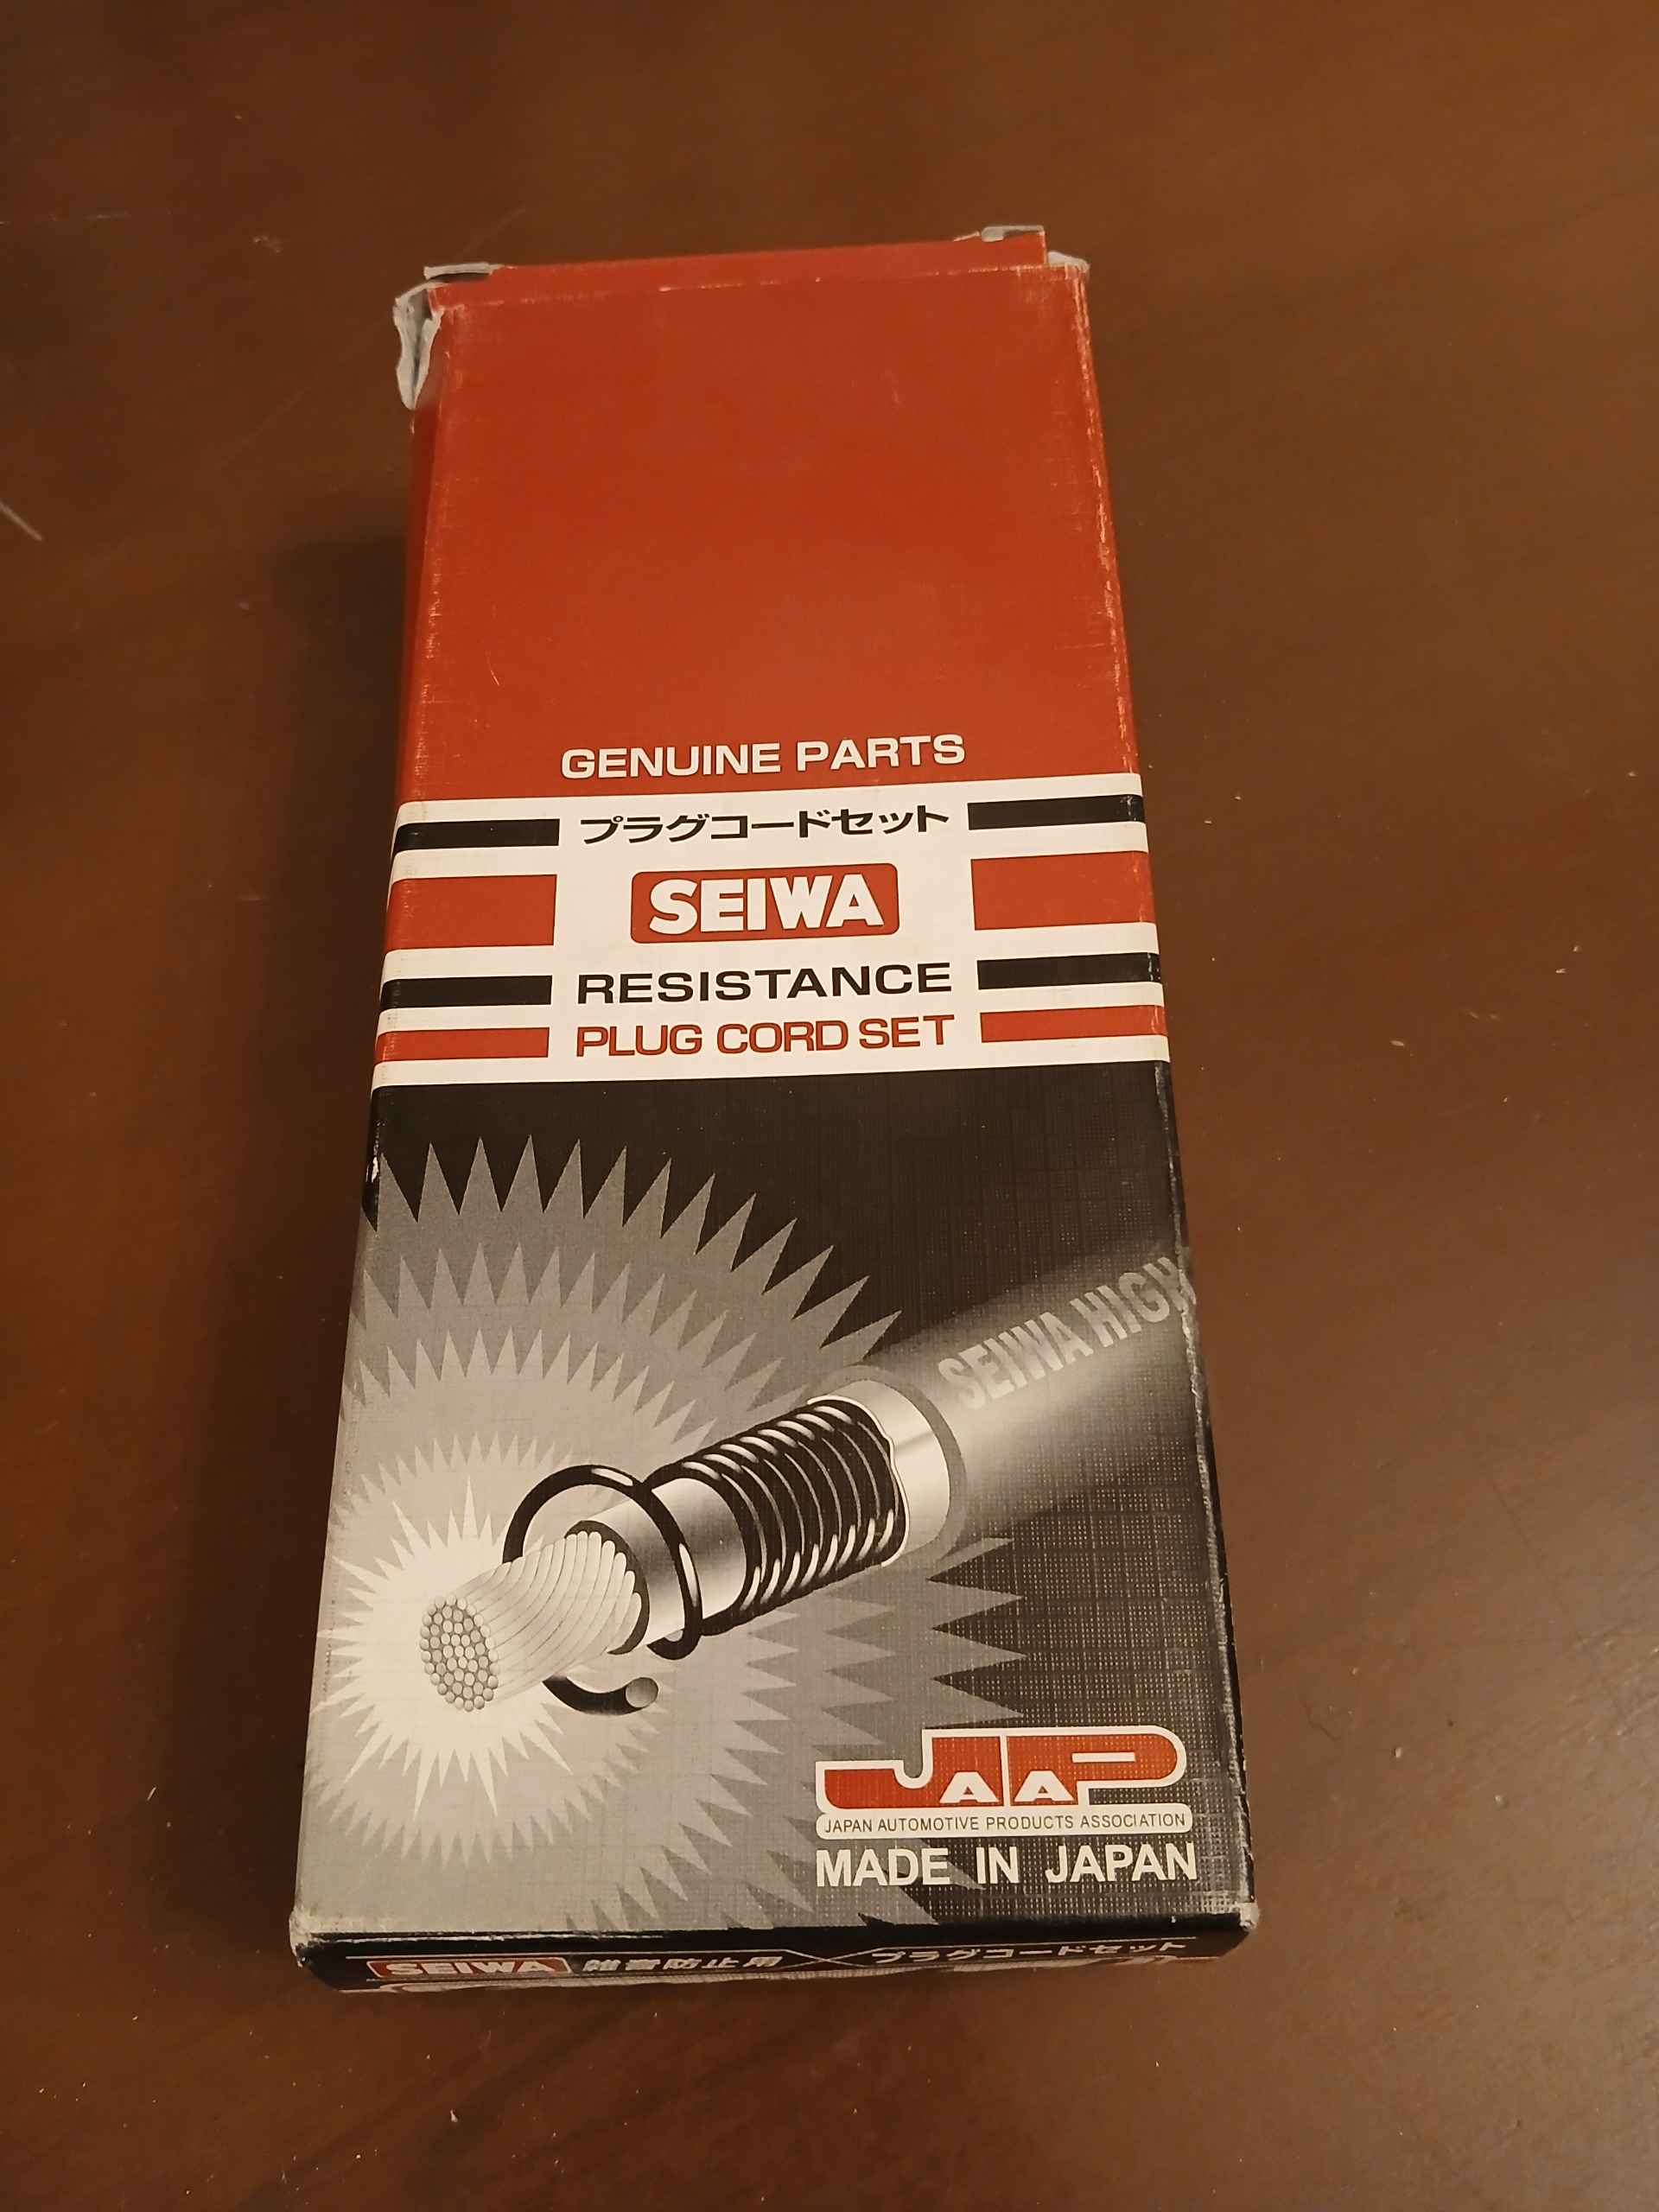 GENUINE PARTS
プラグコードセット
SEIWA
RESISTANCE
PLUG CORD SET
SEIWA HIGH
JAAP
JAPAN AUTOMOTIVE PRODUCTS ASSOCIATION
MADE IN JAPAN
SEIWA 雑音防止用 プラグコードセット